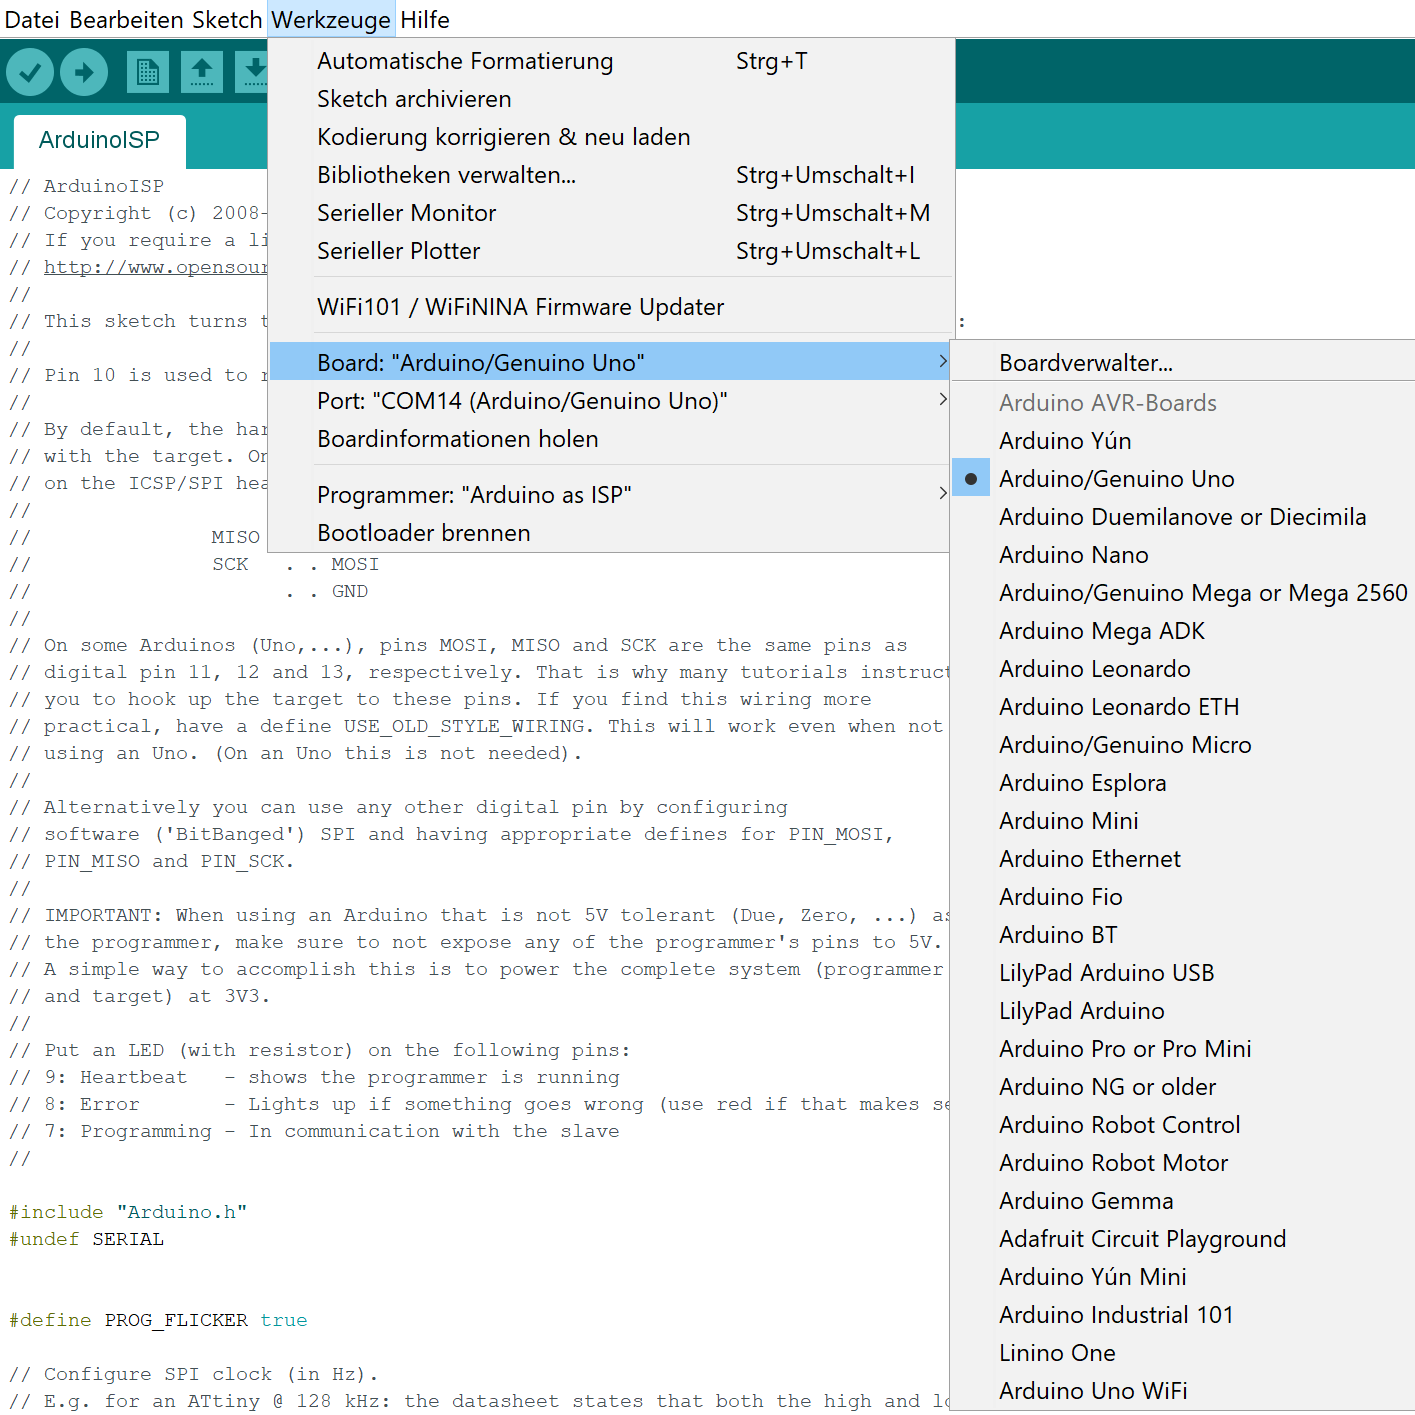 Datei Bearbeiten Sketch Werkzeuge Hilfe
Automatische Formatierung Strg+T
Sketch archivieren
Kodierung korrigieren & neu laden
Bibliotheken verwalten... Strg+Umschalt+I
Serieller Monitor Strg+Umschalt+M
Serieller Plotter Strg+Umschalt+L
WiFi101 / WiFiNINA Firmware Updater
Board: "Arduino/Genuino Uno"
Port: "COM14 (Arduino/Genuino Uno)"
Boardinformationen holen
Programmer: "Arduino as ISP"
Bootloader brennen
Boardverwalter...
Arduino AVR-Boards
Arduino Yún
Arduino/Genuino Uno
Arduino Duemilanove or Diecimila
Arduino Nano
Arduino/Genuino Mega or Mega 2560
Arduino Mega ADK
Arduino Leonardo
Arduino Leonardo ETH
Arduino/Genuino Micro
Arduino Esplora
Arduino Mini
Arduino Ethernet
Arduino Fio
Arduino BT
LilyPad Arduino USB
LilyPad Arduino
Arduino Pro or Pro Mini
Arduino NG or older
Arduino Robot Control
Arduino Robot Motor
Arduino Gemma
Adafruit Circuit Playground
Arduino Yún Mini
Arduino Industrial 101
Linino One
Arduino Uno WiFi
ArduinoISP
// ArduinoISP
// Copyright (c) 2008-
// If you require a li
// http://www.opensour
//
// This sketch turns t :
//
// Pin 10 is used to r
//
// By default, the har
// with the target. On
// on the ICSP/SPI hea
//
// MISO
// SCK . . MOSI
// . . GND
//
// On some Arduinos (Uno,...), pins MOSI, MISO and SCK are the same pins as
// digital pin 11, 12 and 13, respectively. That is why many tutorials instruct
// you to hook up the target to these pins. If you find this wiring more
// practical, have a define USE_OLD_STYLE_WIRING. This will work even when not
// using an Uno. (On an Uno this is not needed).
//
// Alternatively you can use any other digital pin by configuring
// software ('BitBanged') SPI and having appropriate defines for PIN_MOSI,
// PIN_MISO and PIN_SCK.
//
// IMPORTANT: When using an Arduino that is not 5V tolerant (Due, Zero, ...) as
// the programmer, make sure to not expose any of the programmer's pins to 5V.
// A simple way to accomplish this is to power the complete system (programmer
// and target) at 3V3.
//
// Put an LED (with resistor) on the following pins:
// 9: Heartbeat - shows the programmer is running
// 8: Error - Lights up if something goes wrong (use red if that makes se
// 7: Programming - In communication with the slave
//
#include "Arduino.h"
#undef SERIAL
#define PROG_FLICKER true
// Configure SPI clock (in Hz).
// E.g. for an ATtiny @ 128 kHz: the datasheet states that both the high and lo